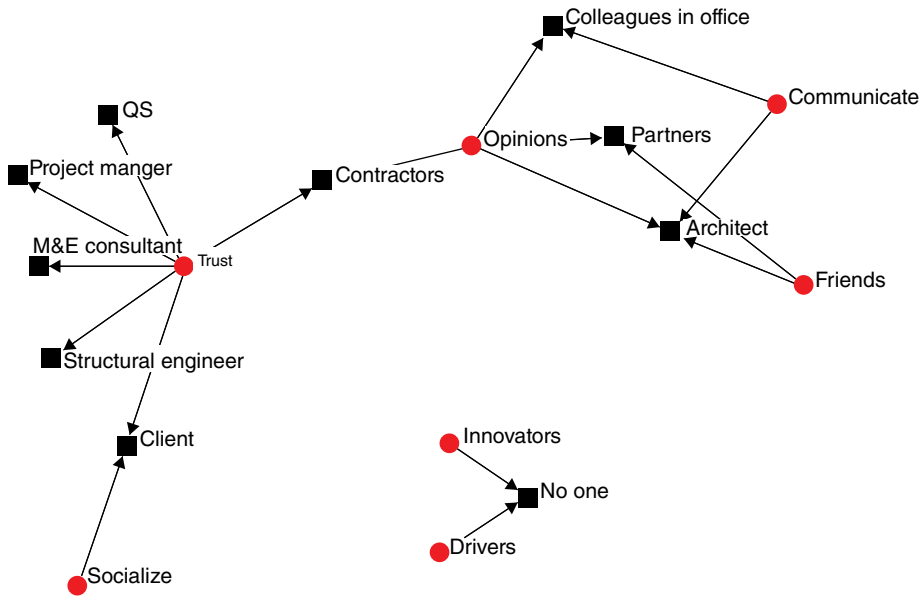 Colleagues in office
Communicate
QS
Opinions
Partners
Project manger
Contractors
Architect
M&E consultant
Trust
Friends
Structural engineer
Client
Innovators
No one
Drivers
Socialize